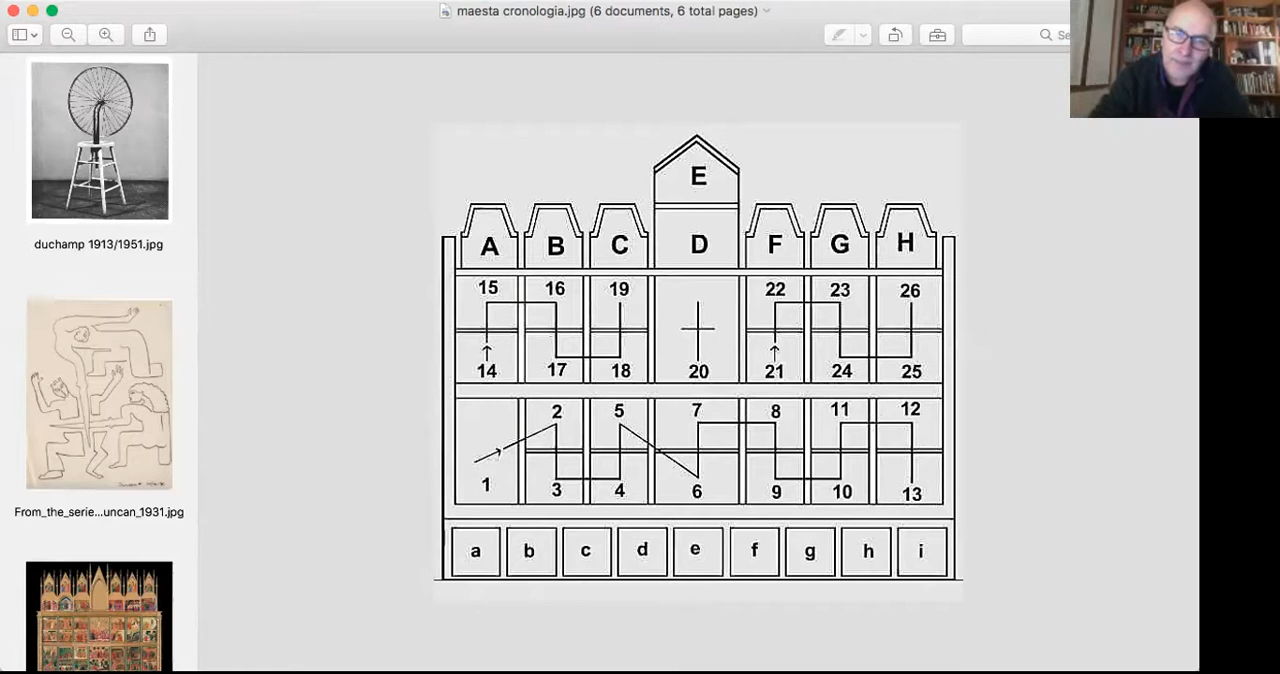 maesta cronologia.jpg (6 documents, 6 total pages)
Se
duchamp 1913/1951.jpg
From_the_serie...uncan_1931.jpg
E
A B C D F G H
15 16 19 22 23 26
14 17 18 20 21 24 25
2 5 7 8 11 12
1 3 4 6 9 10 13
a b c d e f g h i